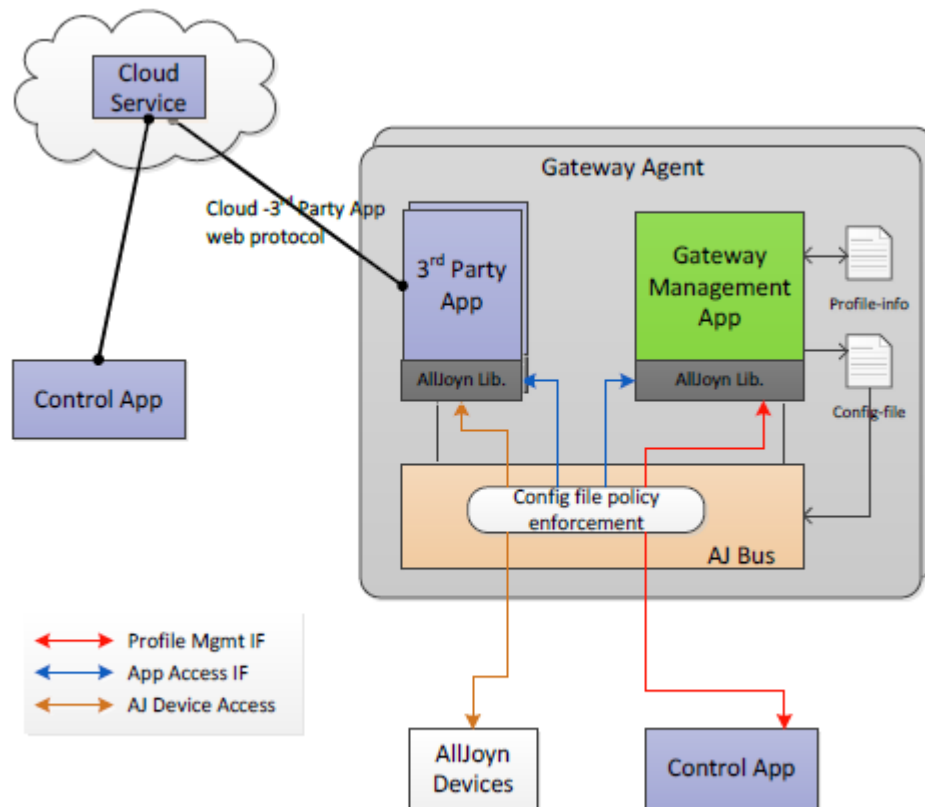 Cloud
Service
Gateway Agent
Cloud -3rd Party App
web protocol
3rd Party
App
Gateway
Management
App
Profile-info
AllJoyn Lib.
AllJoyn Lib.
Config-file
Control App
Config file policy
enforcement
AJ Bus
Profile Mgmt IF
App Access IF
AJ Device Access
AllJoyn
Devices
Control App